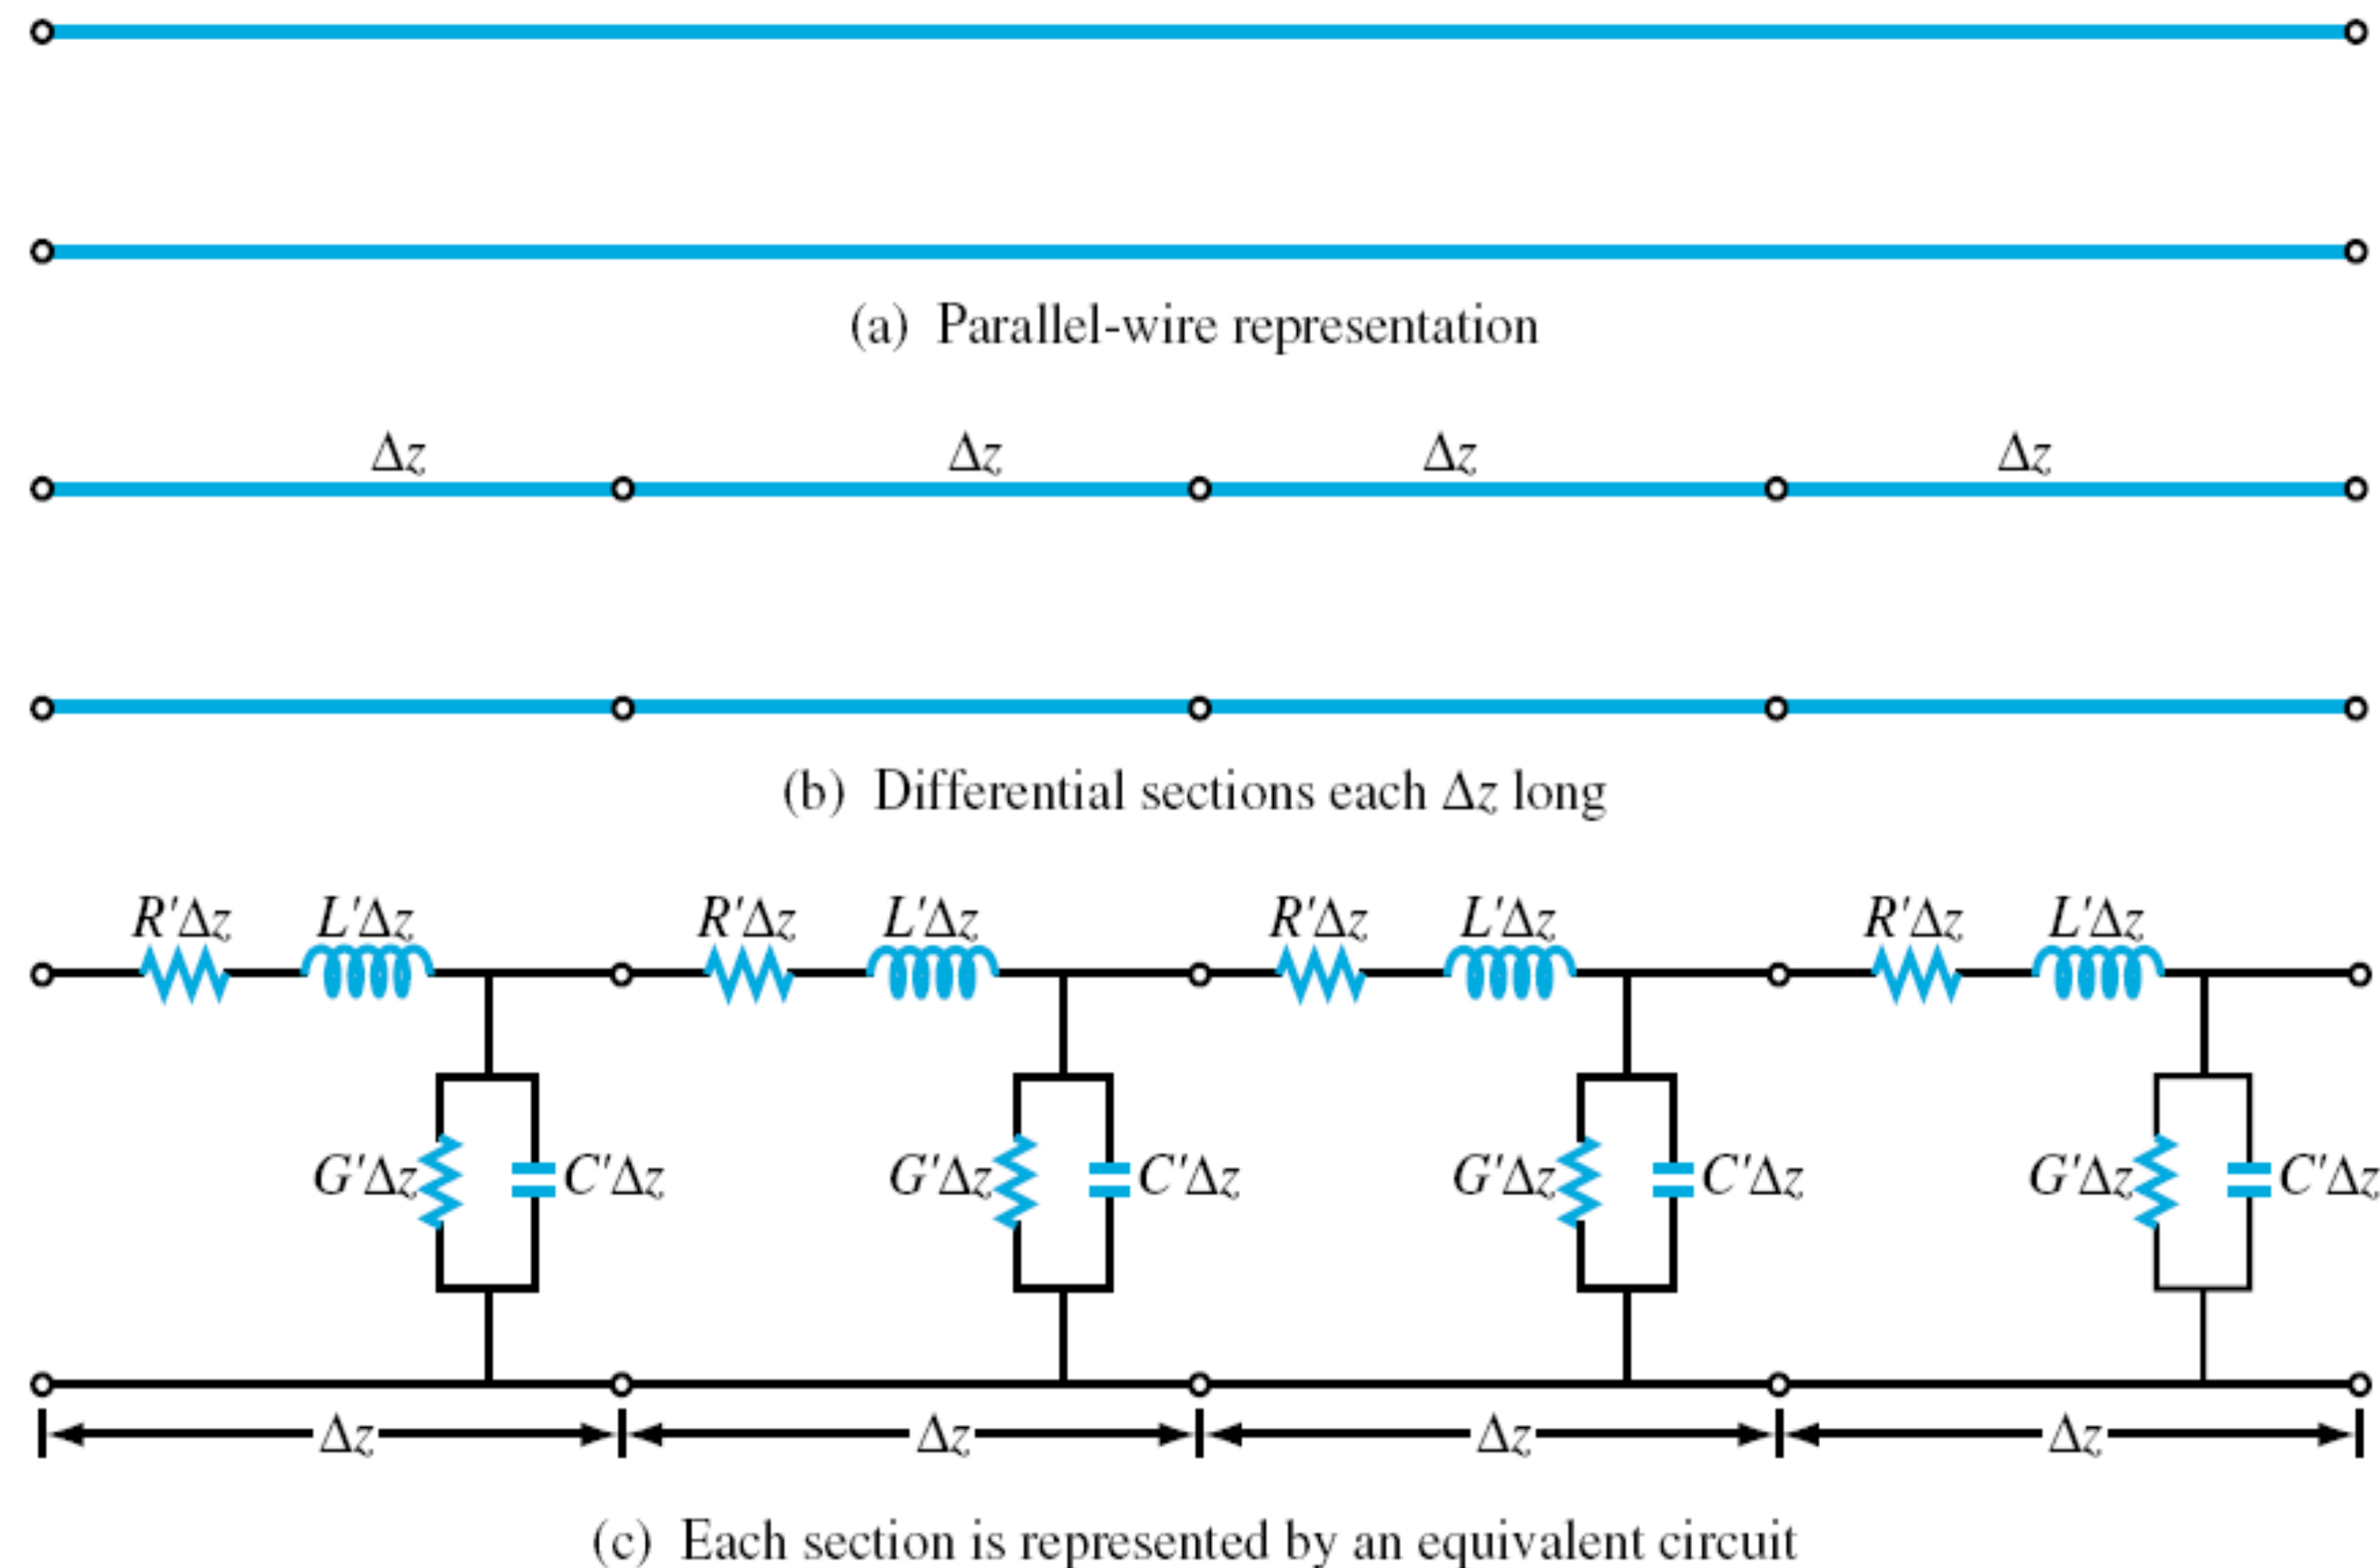 (a) Parallel-wire representation
Δz Δz Δz Δz
(b) Differential sections each Δz long
R'Δz L'Δz R'Δz L'Δz R'Δz L'Δz R'Δz L'Δz
G'Δz C'Δz G'Δz C'Δz G'Δz C'Δz G'Δz C'Δz
Δz Δz Δz Δz
(c) Each section is represented by an equivalent circuit